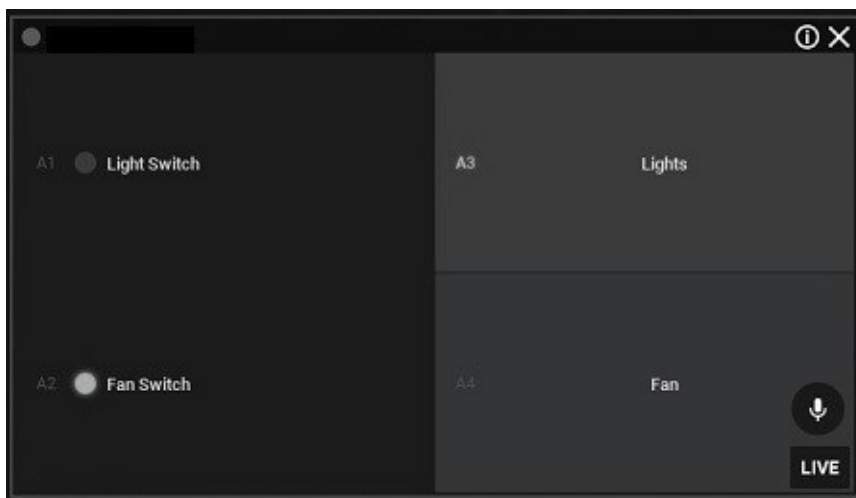 A1 Light Switch
A3 Lights
A2 Fan Switch
A4 Fan
LIVE